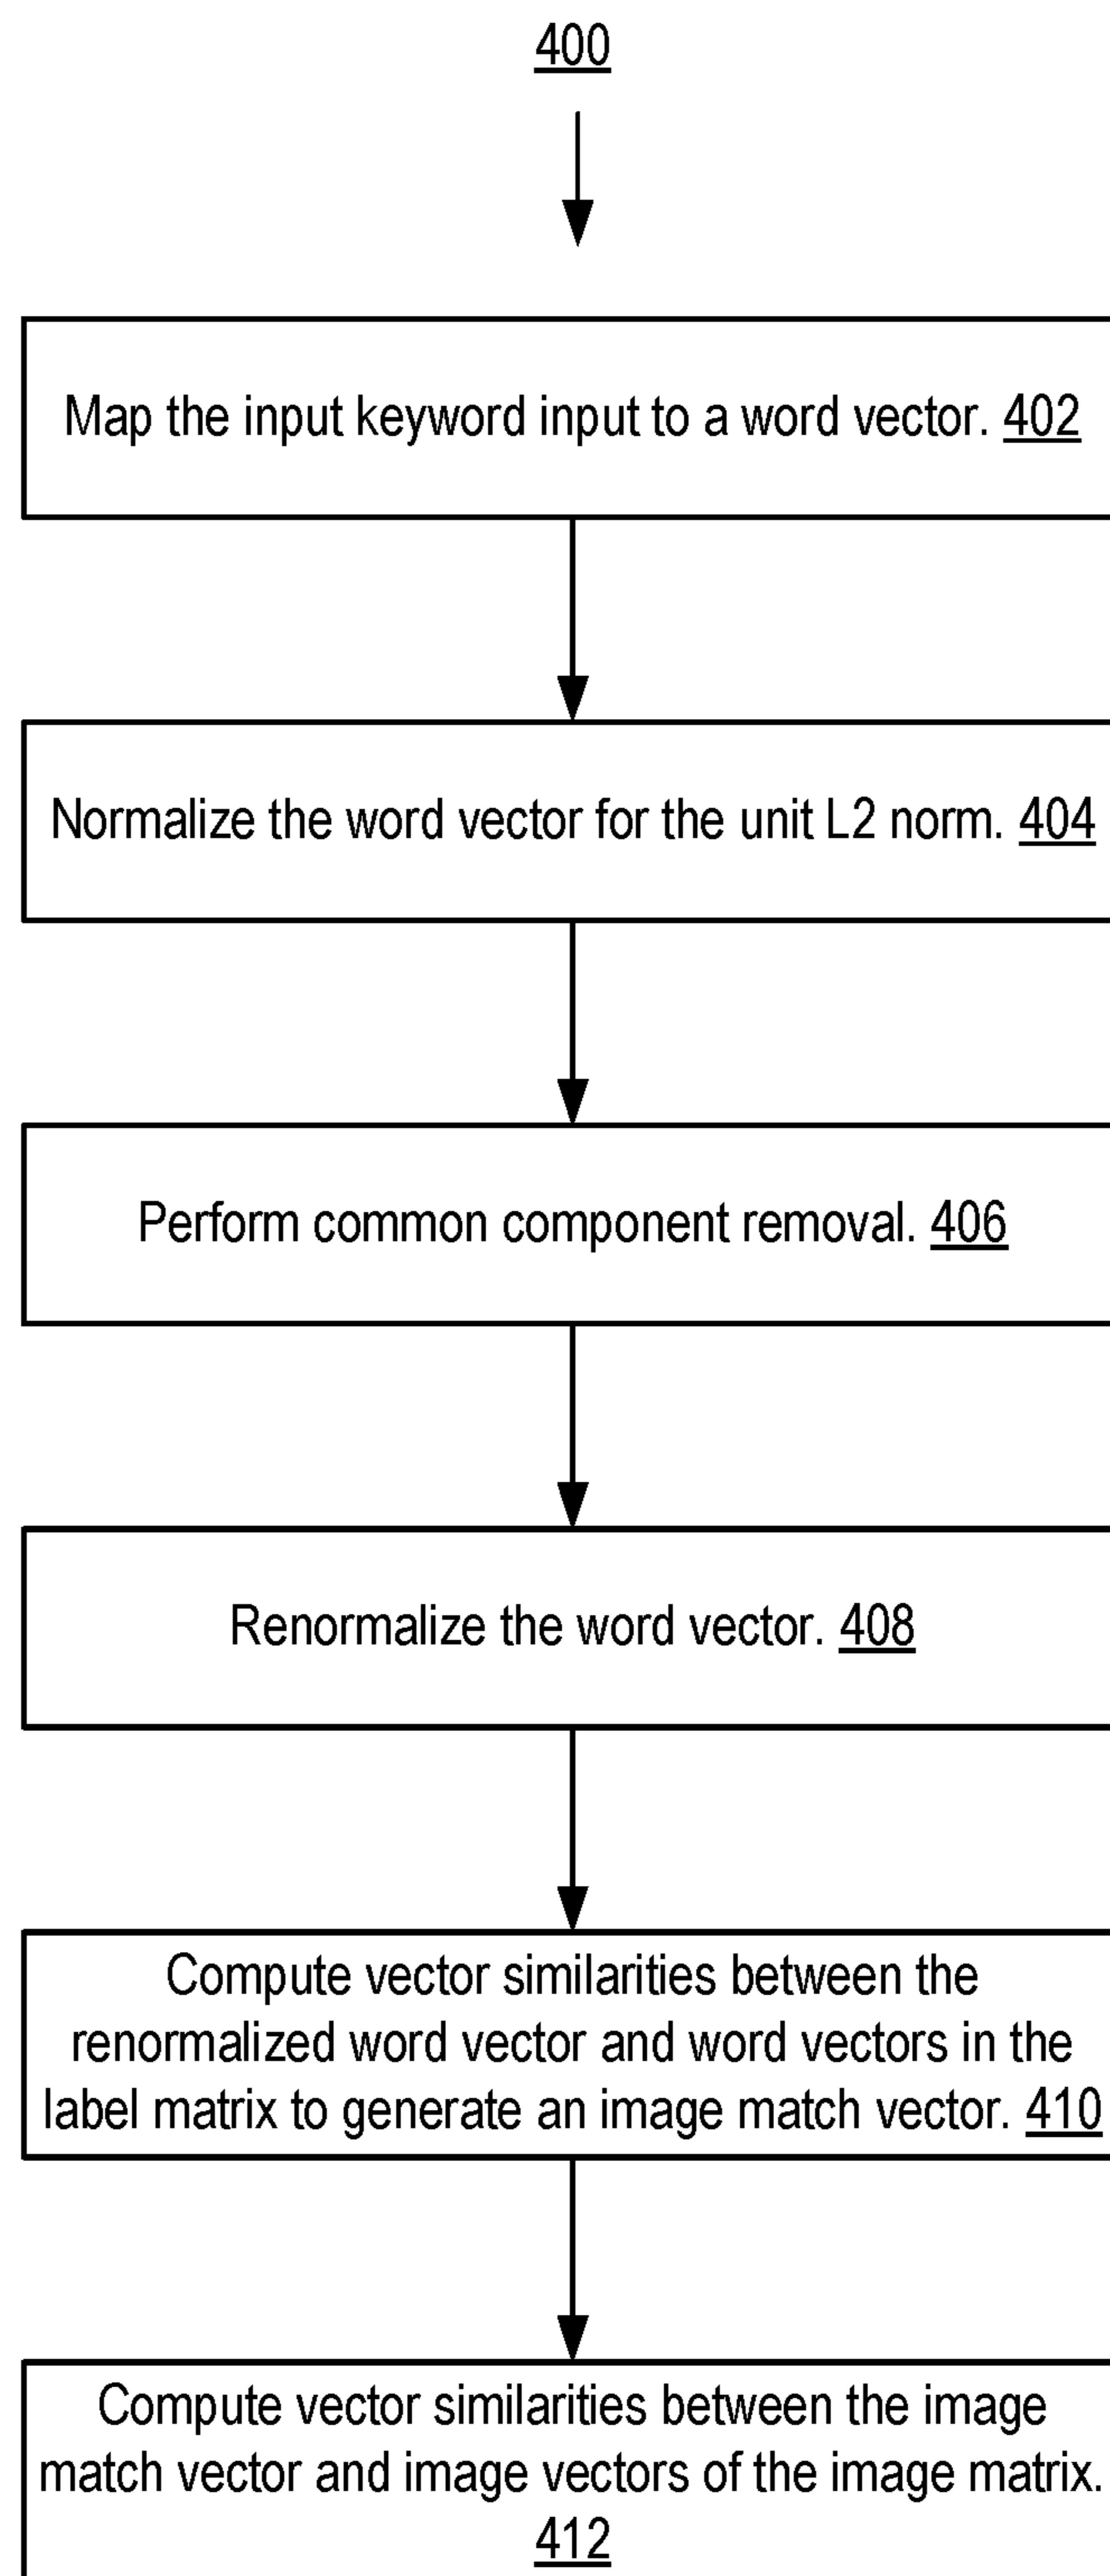 400
Map the input keyword input to a word vector. 402
Normalize the word vector for the unit L2 norm. 404
Perform common component removal. 406
Renormalize the word vector. 408
Compute vector similarities between the
renormalized word vector and word vectors in the
label matrix to generate an image match vector. 410
Compute vector similarities between the image
match vector and image vectors of the image matrix.
412